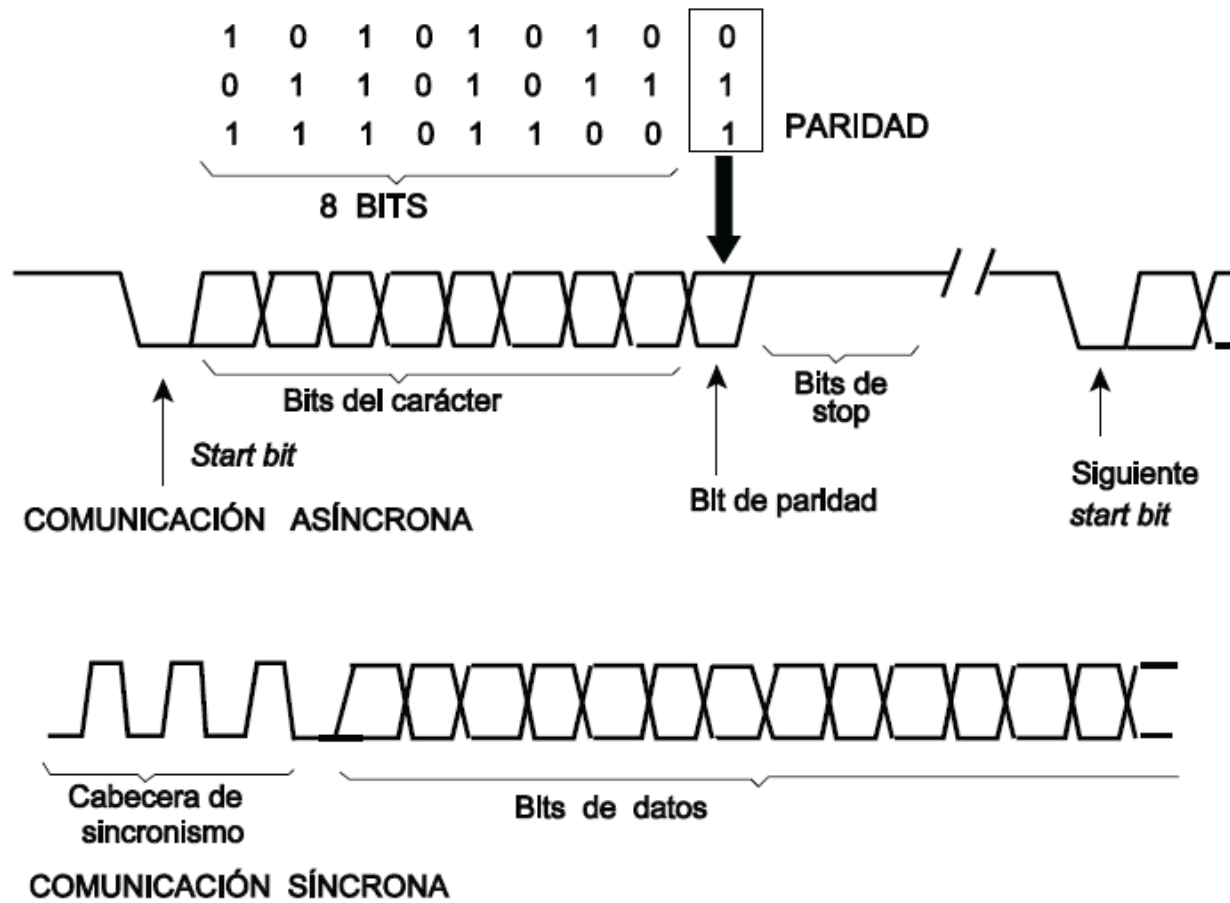 1 0 1 0 1 0 1 0 0
0 1 1 0 1 0 1 1 1
1 1 1 0 1 1 0 0 1
PARIDAD
8 BITS
Bits del carácter
Bits de
stop
Start bit
Bit de paridad
Siguiente
start bit
COMUNICACIÓN ASÍNCRONA
Cabecera de
sincronismo
Bits de datos
COMUNICACIÓN SÍNCRONA